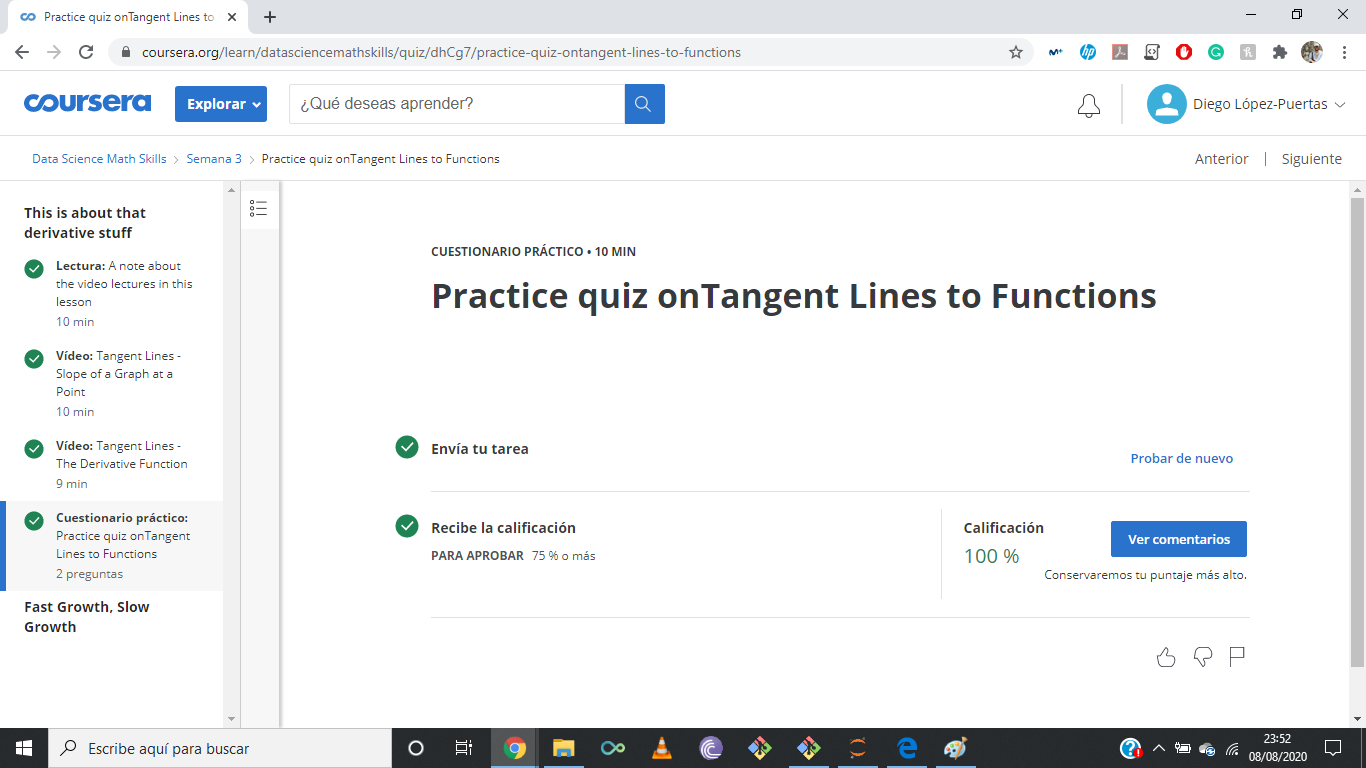 Practice quiz onTangent Lines to
coursera.org/learn/datasciencemathskills/quiz/dhCg7/practice-quiz-ontangent-lines-to-functions
coursera
Explorar
¿Qué deseas aprender?
Diego López-Puertas
Data Science Math Skills
Semana 3
Practice quiz onTangent Lines to Functions
Anterior | Siguiente
This is about that
derivative stuff
Lectura: A note about
the video lectures in this
lesson
10 min
Vídeo: Tangent Lines -
Slope of a Graph at a
Point
10 min
Vídeo: Tangent Lines -
The Derivative Function
9 min
Cuestionario práctico:
Practice quiz onTangent
Lines to Functions
2 preguntas
Fast Growth, Slow
Growth
CUESTIONARIO PRÁCTICO • 10 MIN
Practice quiz onTangent Lines to Functions
Envía tu tarea
Probar de nuevo
Recibe la calificación
PARA APROBAR 75 % o más
Calificación
100 %
Ver comentarios
Conservaremos tu puntaje más alto.
Escribe aquí para buscar
23:52
08/08/2020